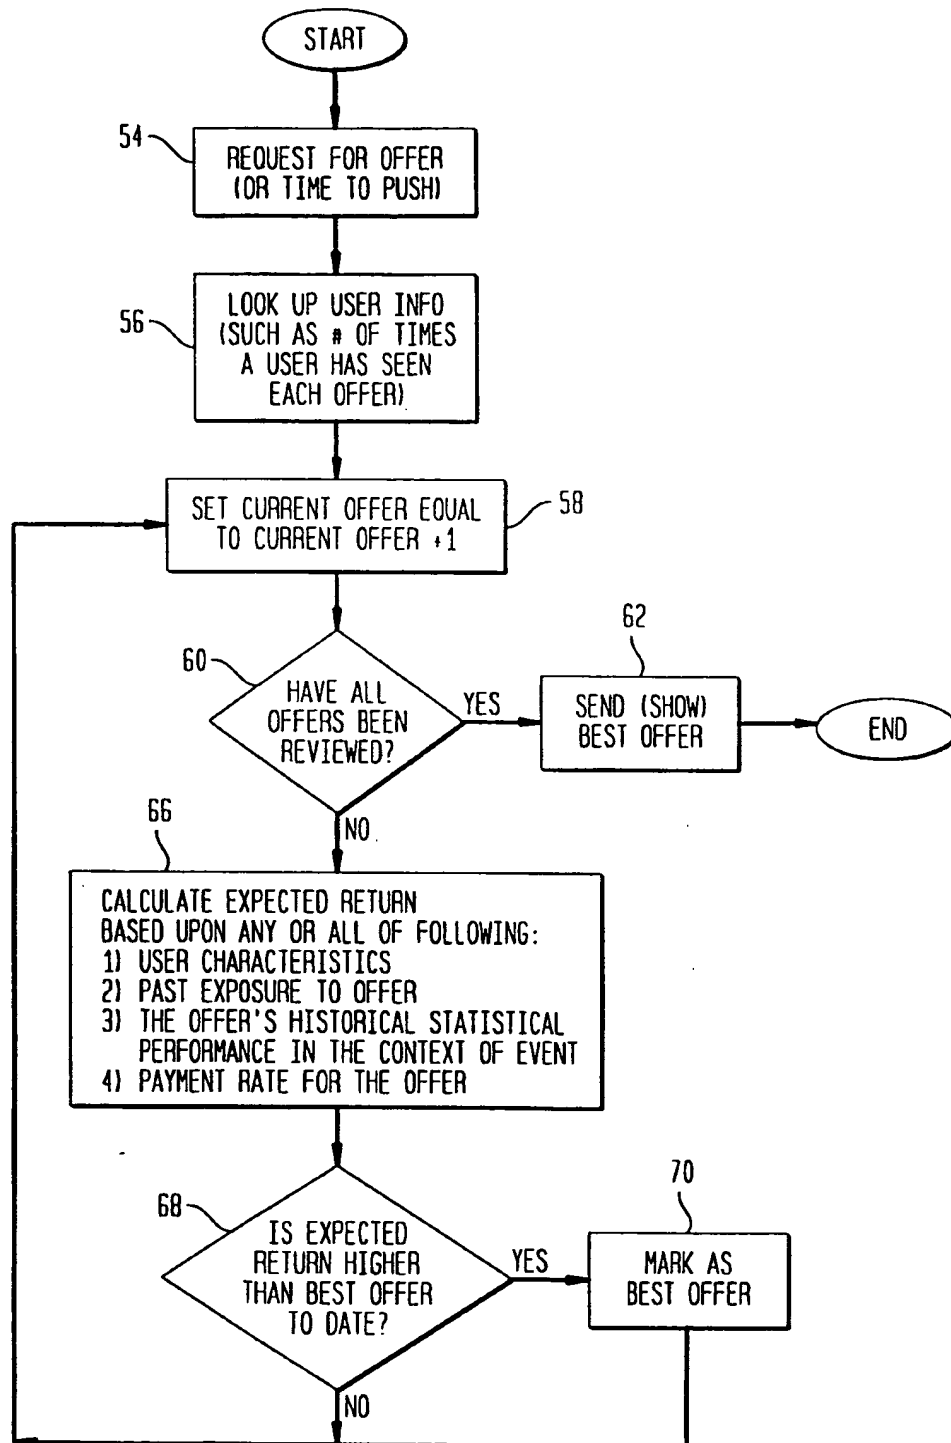 START
54
REQUEST FOR OFFER
(OR TIME TO PUSH)
56
LOOK UP USER INFO
(SUCH AS # OF TIMES
A USER HAS SEEN
EACH OFFER)
58
SET CURRENT OFFER EQUAL
TO CURRENT OFFER +1
60
HAVE ALL
OFFERS BEEN
REVIEWED?
YES
62
SEND (SHOW)
BEST OFFER
END
NO
66
CALCULATE EXPECTED RETURN
BASED UPON ANY OR ALL OF FOLLOWING:
1) USER CHARACTERISTICS
2) PAST EXPOSURE TO OFFER
3) THE OFFER'S HISTORICAL STATISTICAL
PERFORMANCE IN THE CONTEXT OF EVENT
4) PAYMENT RATE FOR THE OFFER
68
IS EXPECTED
RETURN HIGHER
THAN BEST OFFER
TO DATE?
YES
70
MARK AS
BEST OFFER
NO